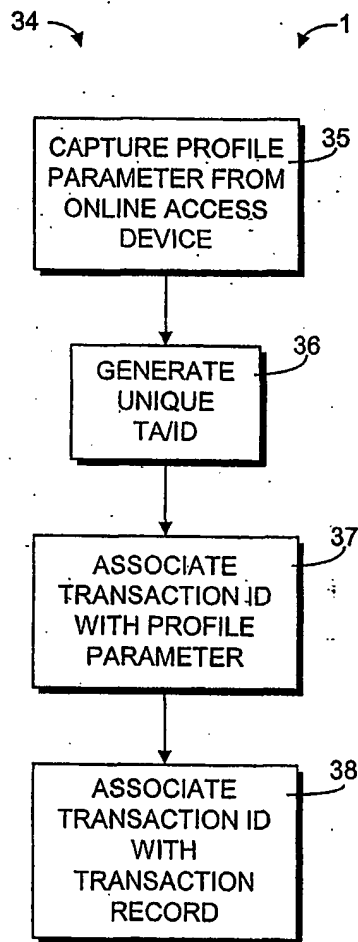 34 1
35
CAPTURE PROFILE
PARAMETER FROM
ONLINE ACCESS
DEVICE
36
GENERATE
UNIQUE
TA/ID
37
ASSOCIATE
TRANSACTION ID
WITH PROFILE
PARAMETER
38
ASSOCIATE
TRANSACTION ID
WITH
TRANSACTION
RECORD